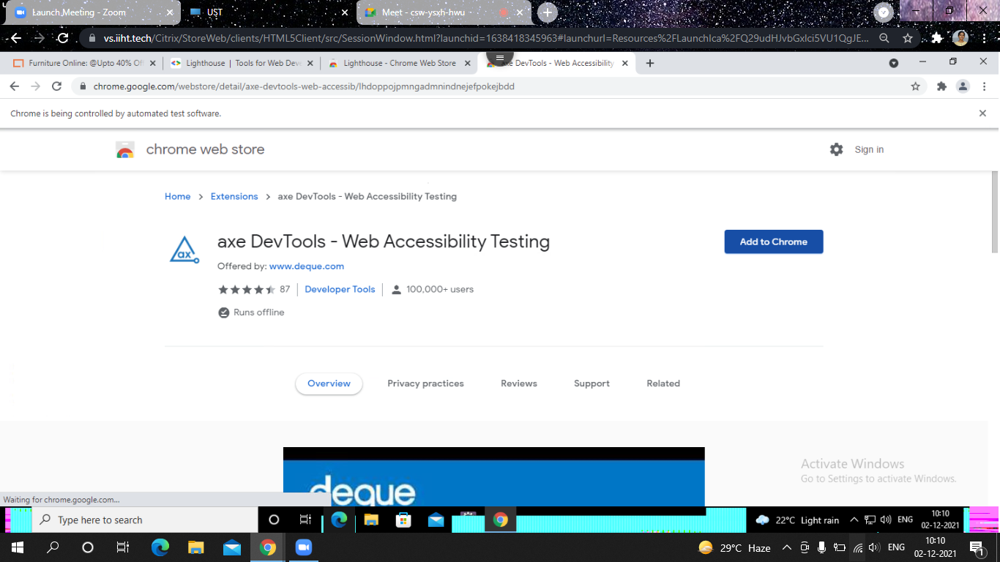 Launch Meeting - Zoom
UST
Meet - csw-ysxh-hwu
vs.iiht.tech/Citrix/StoreWeb/clients/HTML5Client/src/SessionWindow.html?launchid=1638418345963#launchurl=Resources%2FLaunchIca%2FQ29udHJvbGxlci5VU1QgJE...
Furniture Online: @Upto 40% Of
Lighthouse | Tools for Web Dev
Lighthouse - Chrome Web Store
axe DevTools - Web Accessibility
chrome.google.com/webstore/detail/axe-devtools-web-accessib/lhdoppojpmngadmnindnejefpokejbdd
Chrome is being controlled by automated test software.
chrome web store
Sign in
Home
Extensions
axe DevTools - Web Accessibility Testing
ax
axe DevTools - Web Accessibility Testing
Add to Chrome
Offered by: www.deque.com
87
Developer Tools
100,000+ users
Runs offline
Overview
Privacy practices
Reviews
Support
Related
deque
Activate Windows
Go to Settings to activate Windows.
Waiting for chrome.google.com...
Type here to search
22°C Light rain
ENG
10:10
02-12-2021
29°C Haze
ENG
10:10
02-12-2021
1